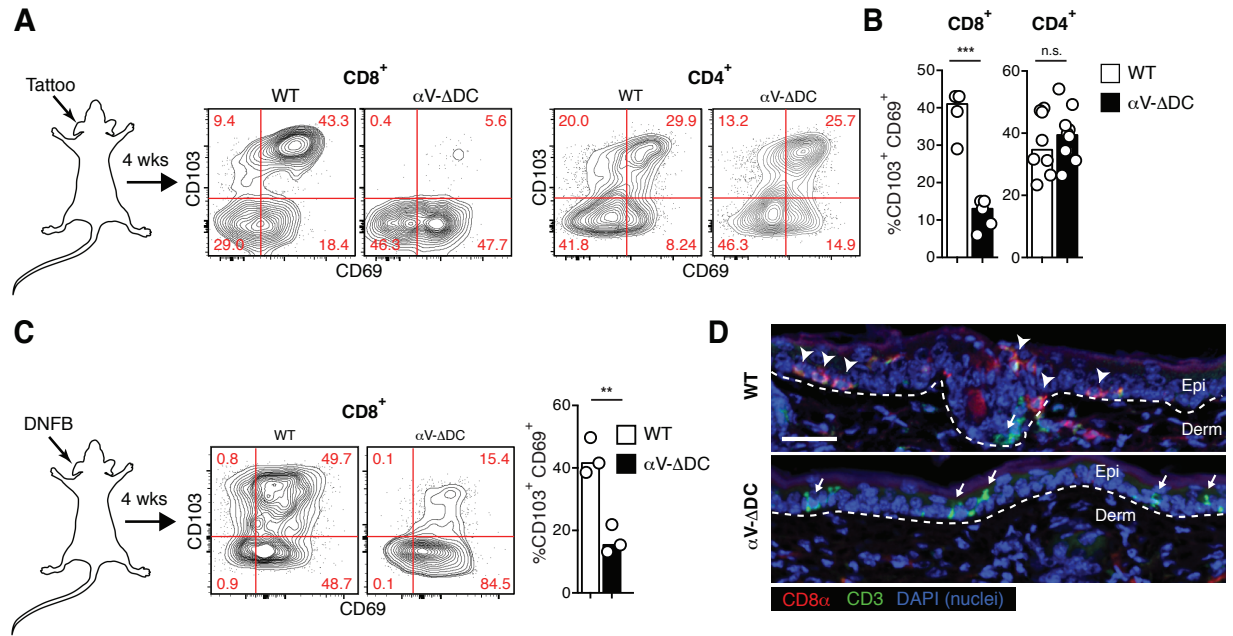 A
Tattoo
4 wks
CD8+
WT
αV-ΔDC
9.4
43.3
29.0
18.4
0.4
5.6
46.3
47.7
CD103
CD69
CD4+
WT
αV-ΔDC
20.0
29.9
41.8
8.24
13.2
25.7
46.3
14.9
CD103
CD69
B
CD8+
CD4+
***
n.s.
WT
αV-ΔDC
%CD103+ CD69+
50
40
30
20
10
0
60
40
20
0
C
DNFB
4 wks
CD8+
WT
αV-ΔDC
0.8
49.7
0.9
48.7
0.1
15.4
0.1
84.5
CD103
CD69
**
WT
αV-ΔDC
%CD103+ CD69+
60
40
20
0
D
WT
Epi
Derm
αV-ΔDC
Epi
Derm
CD8α CD3 DAPI (nuclei)